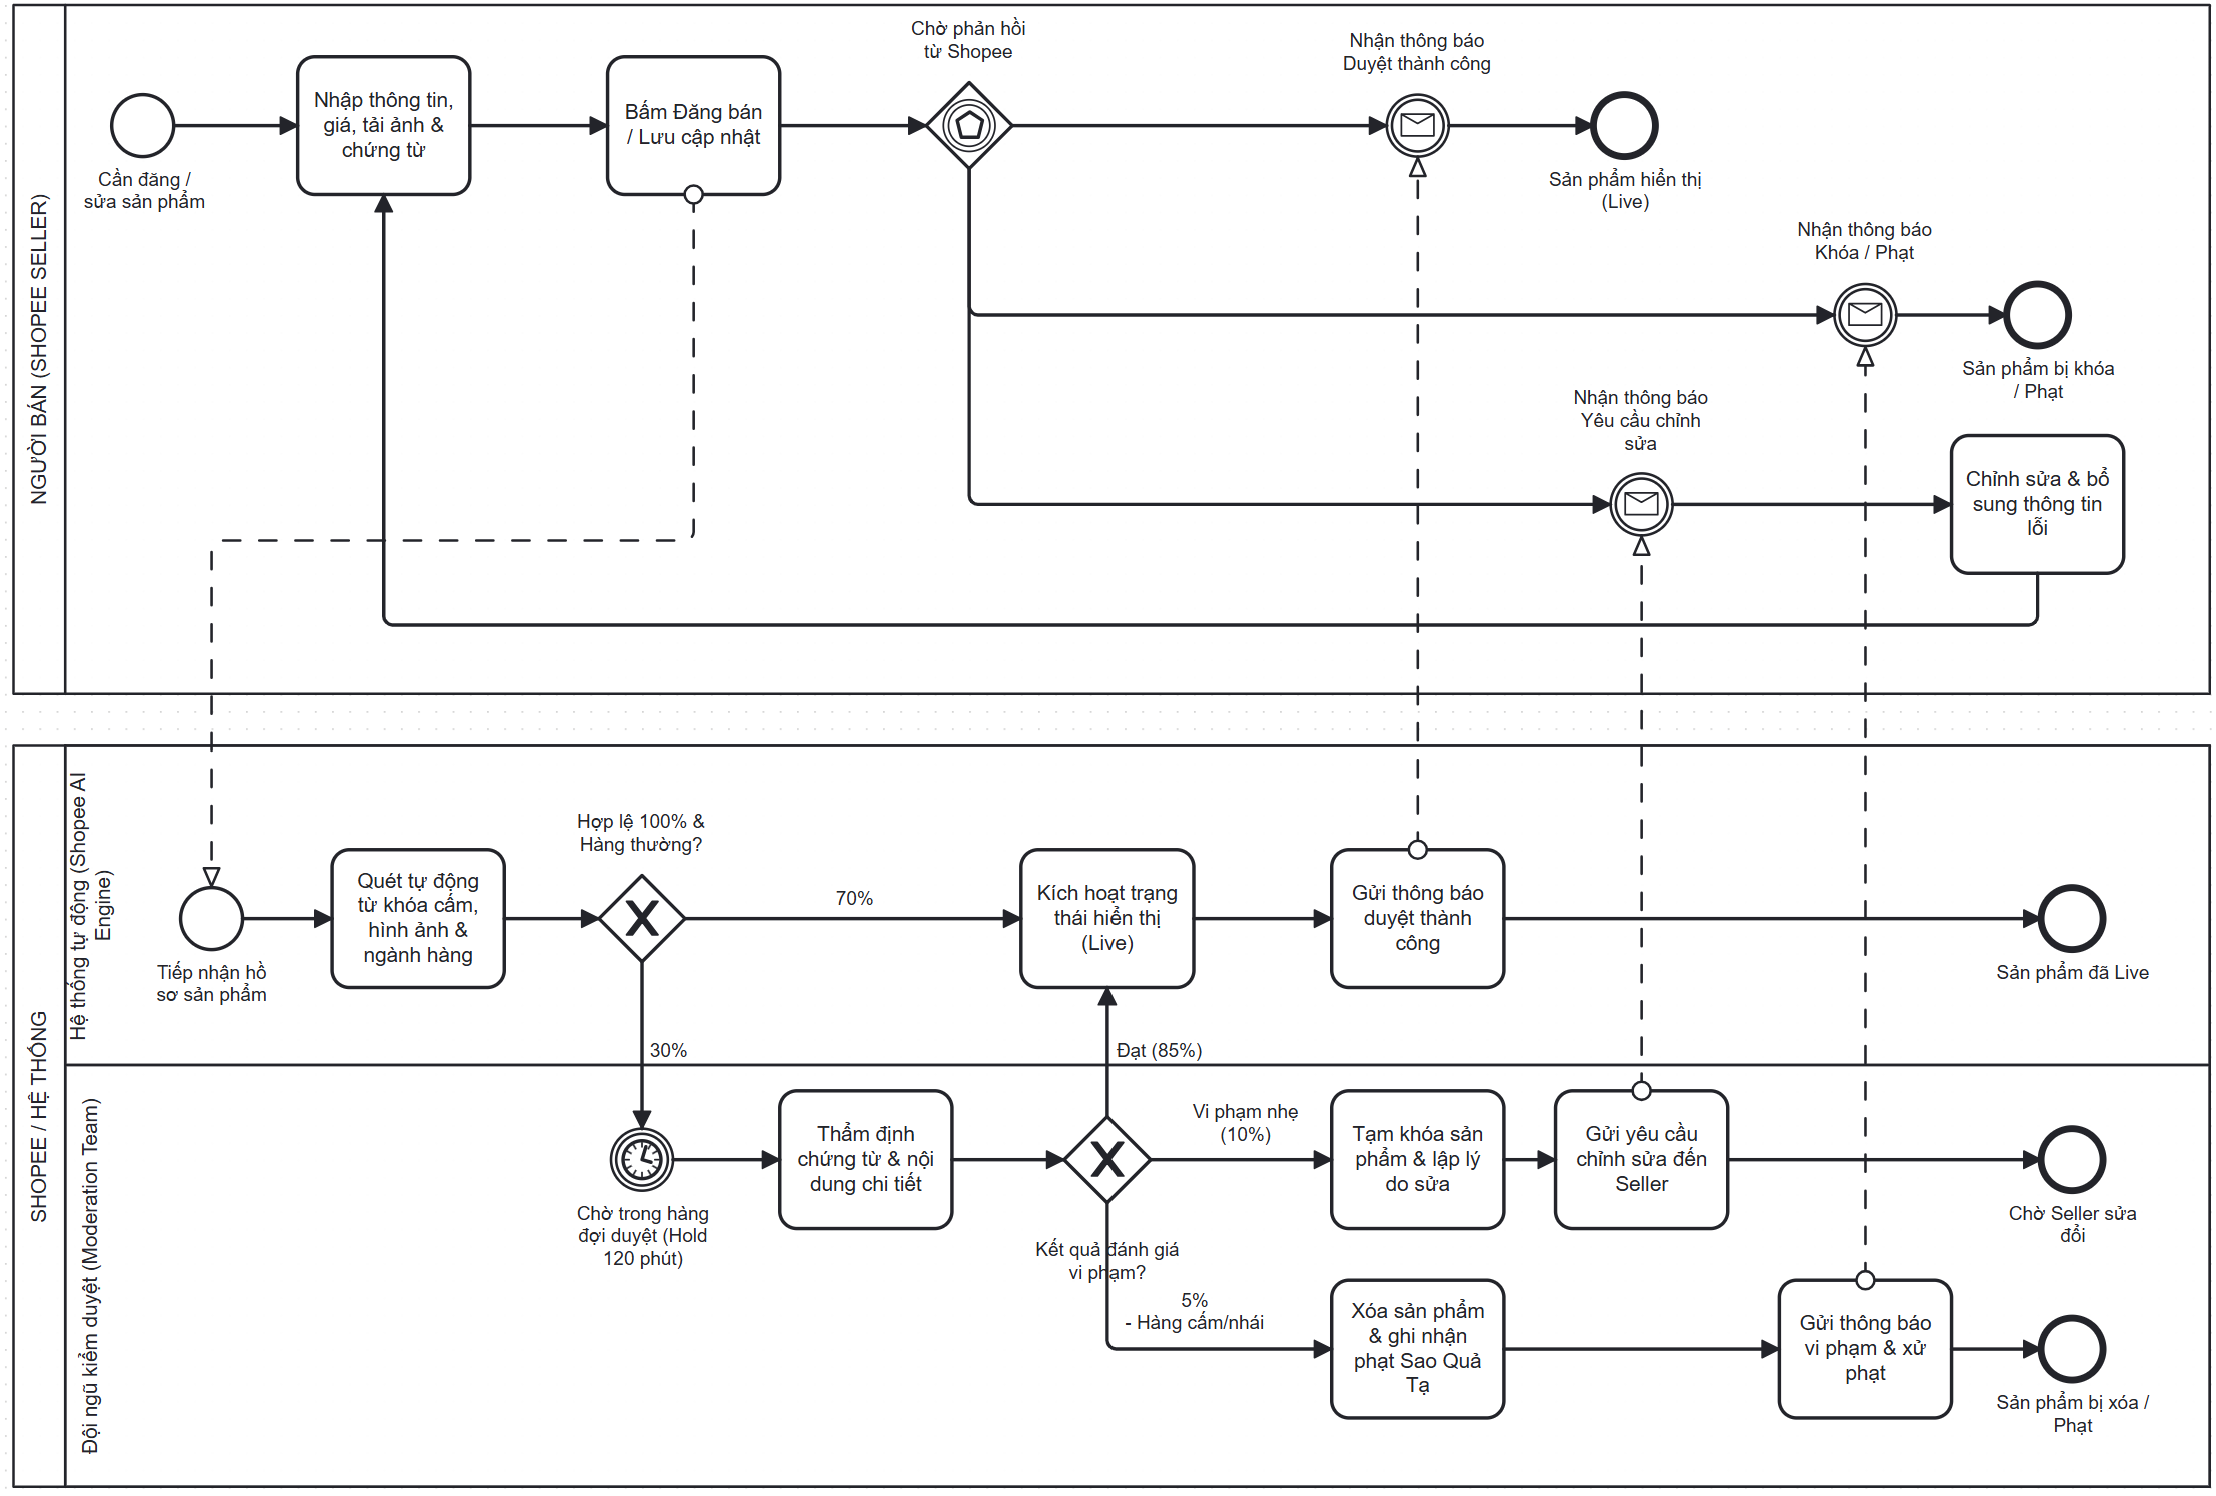 NGƯỜI BÁN (SHOPEE SELLER)
Cần đăng /
sửa sản phẩm
Nhập thông tin,
giá, tải ảnh &
chứng từ
Bấm Đăng bán
/ Lưu cập nhật
Chờ phản hồi
từ Shopee
Nhận thông báo
Duyệt thành công
Sản phẩm hiển thị
(Live)
Nhận thông báo
Khóa / Phạt
Sản phẩm bị khóa
/ Phạt
Nhận thông báo
Yêu cầu chỉnh
sửa
Chỉnh sửa & bổ
sung thông tin
lỗi
SHOPEE / HỆ THỐNG
Hệ thống tự động (Shopee AI
Engine)
Tiếp nhận hồ
sơ sản phẩm
Quét tự động
từ khóa cấm,
hình ảnh &
ngành hàng
Hợp lệ 100% &
Hàng thường?
70%
30%
Kích hoạt trạng
thái hiển thị
(Live)
Gửi thông báo
duyệt thành
công
Sản phẩm đã Live
Đạt (85%)
Đội ngũ kiểm duyệt (Moderation Team)
Chờ trong hàng
đợi duyệt (Hold
120 phút)
Thẩm định
chứng từ & nội
dung chi tiết
Kết quả đánh giá
vi phạm?
Vi phạm nhẹ
(10%)
Tạm khóa sản
phẩm & lập lý
do sửa
Gửi yêu cầu
chỉnh sửa đến
Seller
Chờ Seller sửa
đổi
5%
- Hàng cấm/nhái
Xóa sản phẩm
& ghi nhận
phạt Sao Quả
Tạ
Gửi thông báo
vi phạm & xử
phạt
Sản phẩm bị xóa /
Phạt